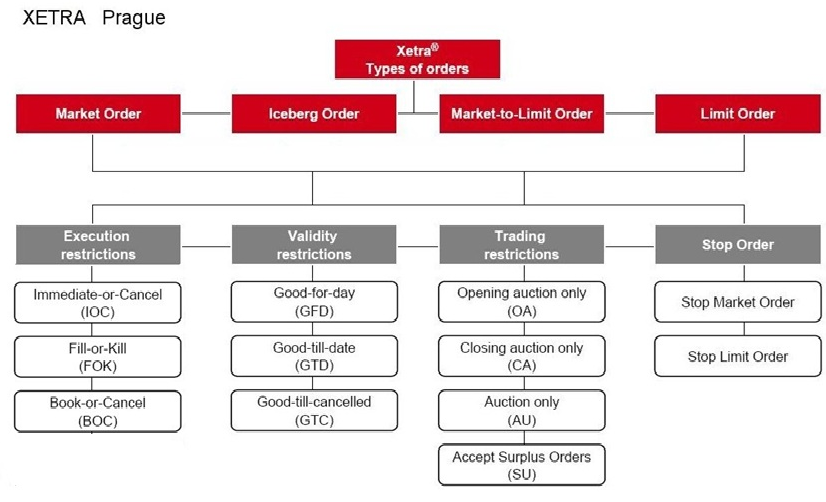 XETRA Prague
Xetra®
Types of orders
Market Order
Iceberg Order
Market-to-Limit Order
Limit Order
Execution
restrictions
Validity
restrictions
Trading
restrictions
Stop Order
Immediate-or-Cancel
(IOC)
Good-for-day
(GFD)
Opening auction only
(OA)
Stop Market Order
Fill-or-Kill
(FOK)
Good-till-date
(GTD)
Closing auction only
(CA)
Stop Limit Order
Book-or-Cancel
(BOC)
Good-till-cancelled
(GTC)
Auction only
(AU)
Accept Surplus Orders
(SU)